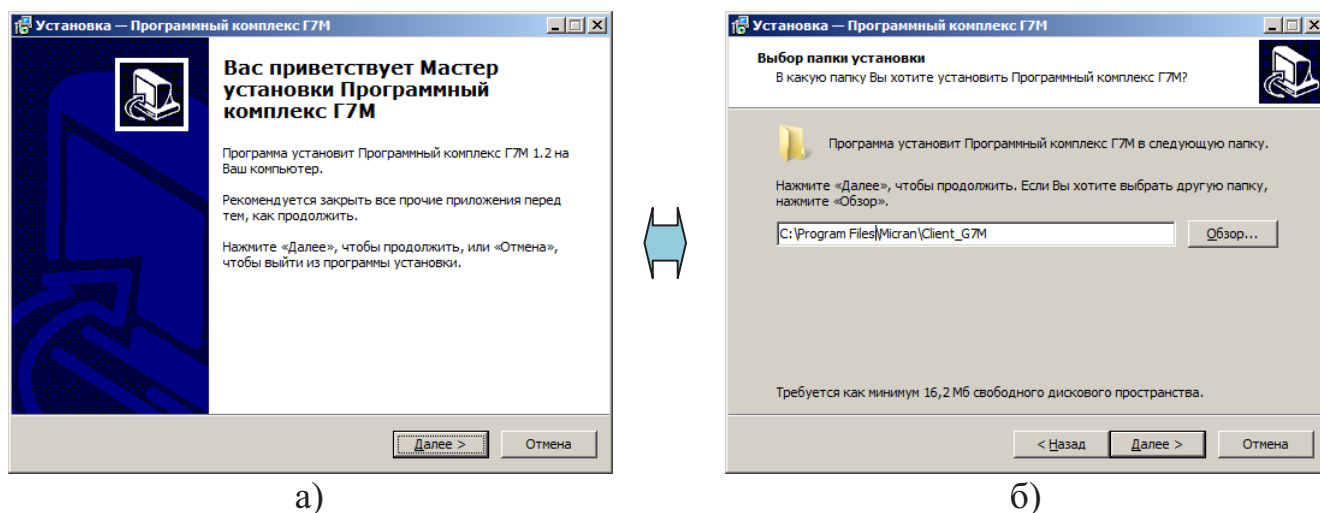 Установка — Программный комплекс Г7М
Вас приветствует Мастер
установки Программный
комплекс Г7М
Программа установит Программный комплекс Г7М 1.2 на
Ваш компьютер.
Рекомендуется закрыть все прочие приложения перед
тем, как продолжить.
Нажмите «Далее», чтобы продолжить, или «Отмена»,
чтобы выйти из программы установки.
Далее >
Отмена
а)
Установка — Программный комплекс Г7М
Выбор папки установки
В какую папку Вы хотите установить Программный комплекс Г7М?
Программа установит Программный комплекс Г7М в следующую папку.
Нажмите «Далее», чтобы продолжить. Если Вы хотите выбрать другую папку,
нажмите «Обзор».
C:\Program Files\Micran\Client_G7M
Обзор...
Требуется как минимум 16,2 Мб свободного дискового пространства.
< Назад
Далее >
Отмена
б)